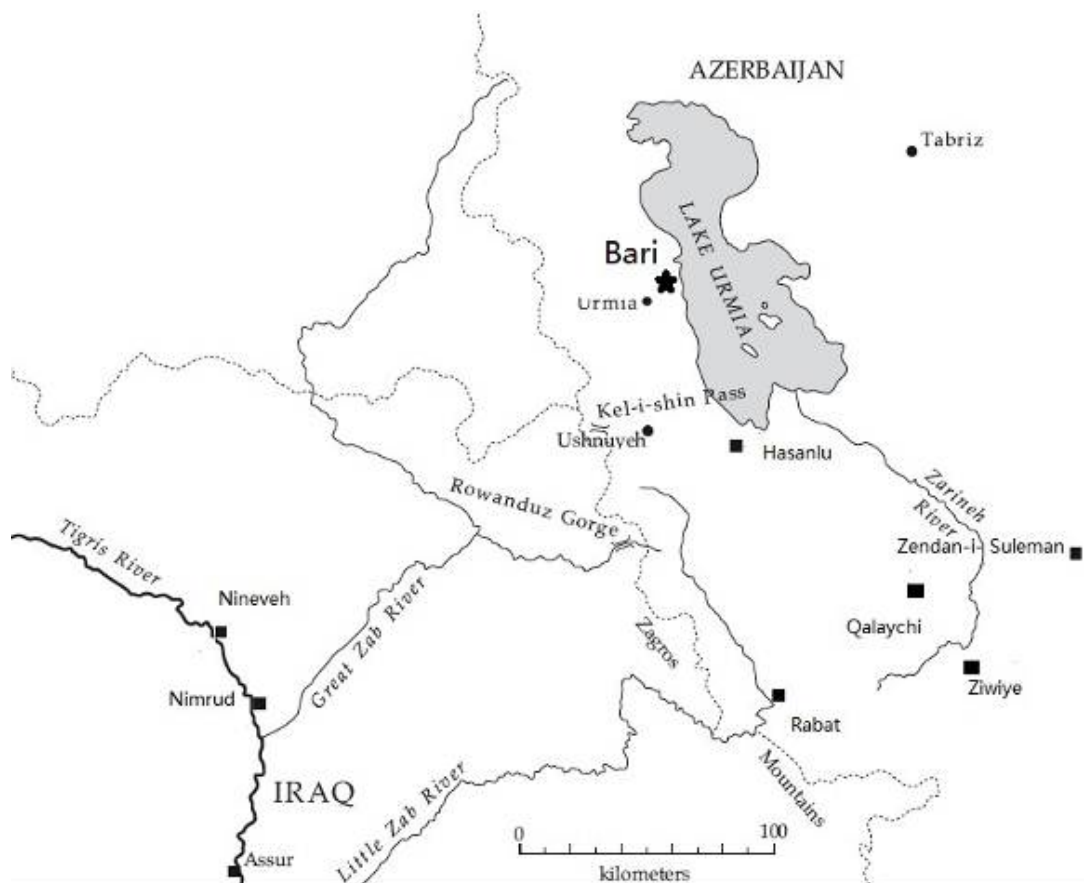 AZERBAIJAN
Tabriz
LAKE URMIA
Bari
Urmia
Kel-i-shin Pass
Ushnuyeh
Hasanlu
Rowanduz Gorge
Zarineh
River
Tigris River
Zendan-i- Suleman
Nineveh
Great Zab River
Qalaychi
Zagros
Nimrud
Ziwiye
Rabat
IRAQ
Mountains
Little Zab River
0 100
kilometers
Assur